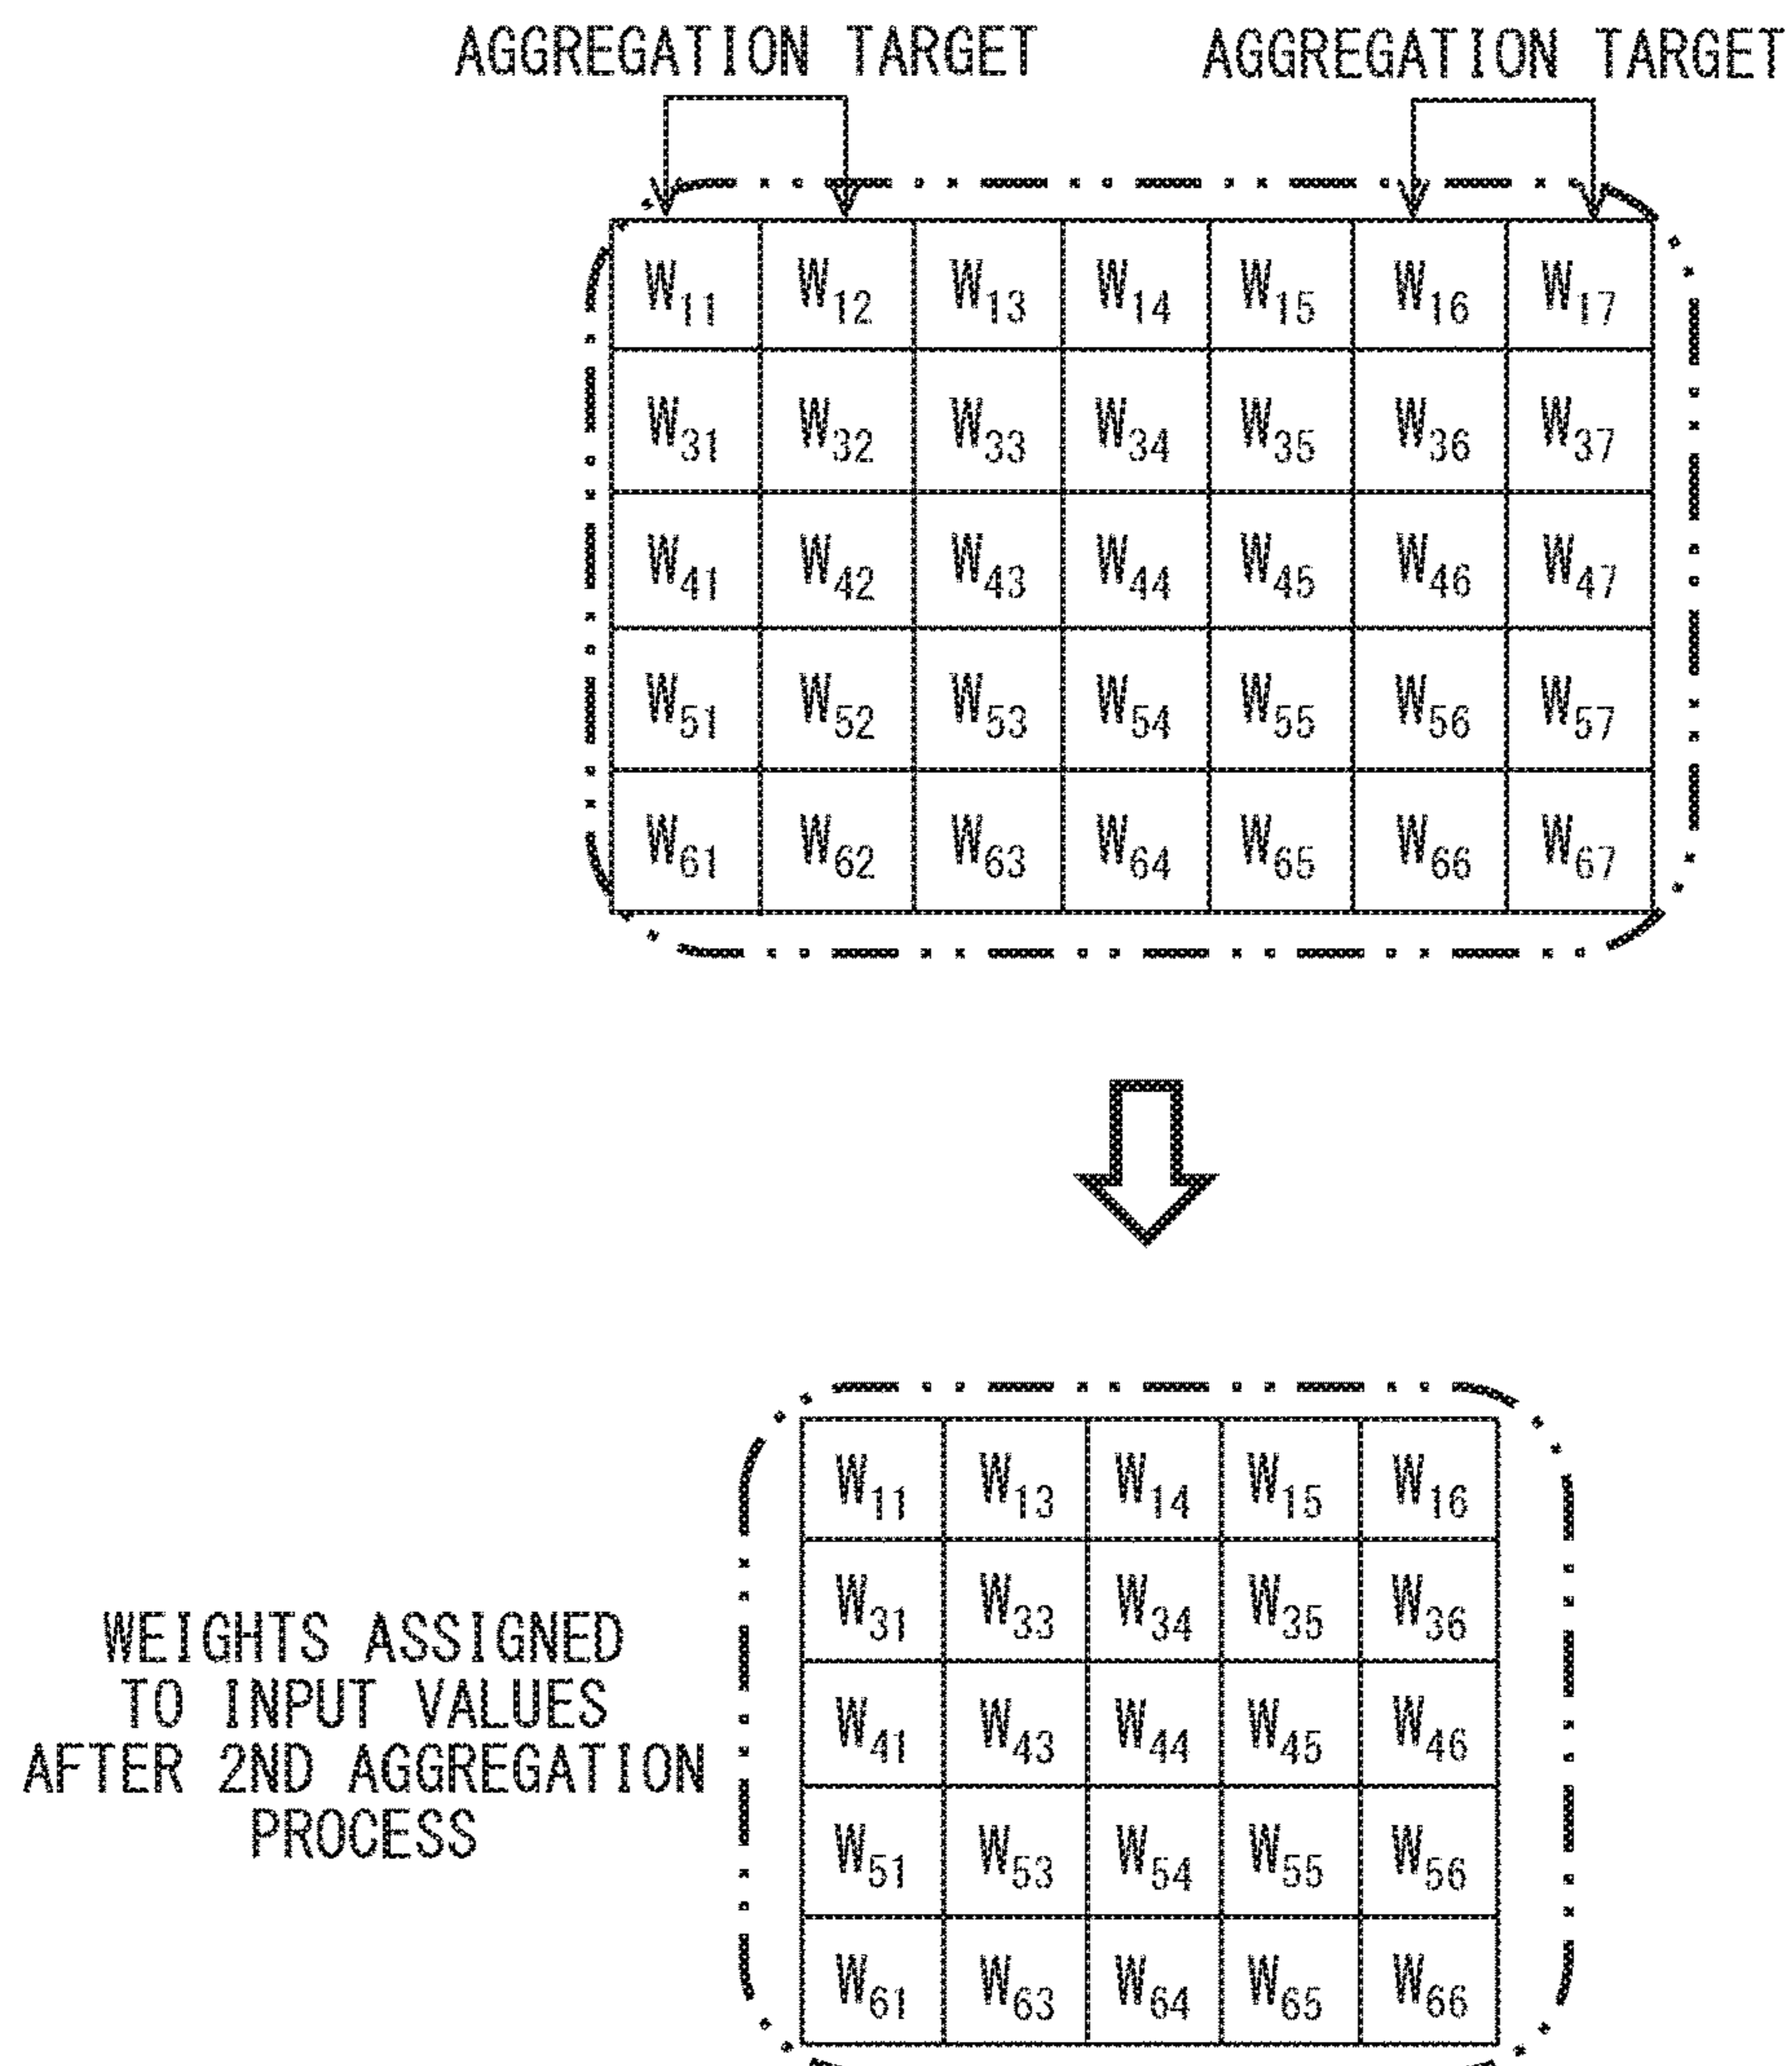 AGGREGATION TARGET AGGREGATION TARGET
W11 W12 W13 W14 W15 W16 W17
W31 W32 W33 W34 W35 W36 W37
W41 W42 W43 W44 W45 W46 W47
W51 W52 W53 W54 W55 W56 W57
W61 W62 W63 W64 W65 W66 W67
W11 W13 W14 W15 W16
W31 W33 W34 W35 W36
W41 W43 W44 W45 W46
W51 W53 W54 W55 W56
W61 W63 W64 W65 W66
WEIGHTS ASSIGNED
TO INPUT VALUES
AFTER 2ND AGGREGATION
PROCESS